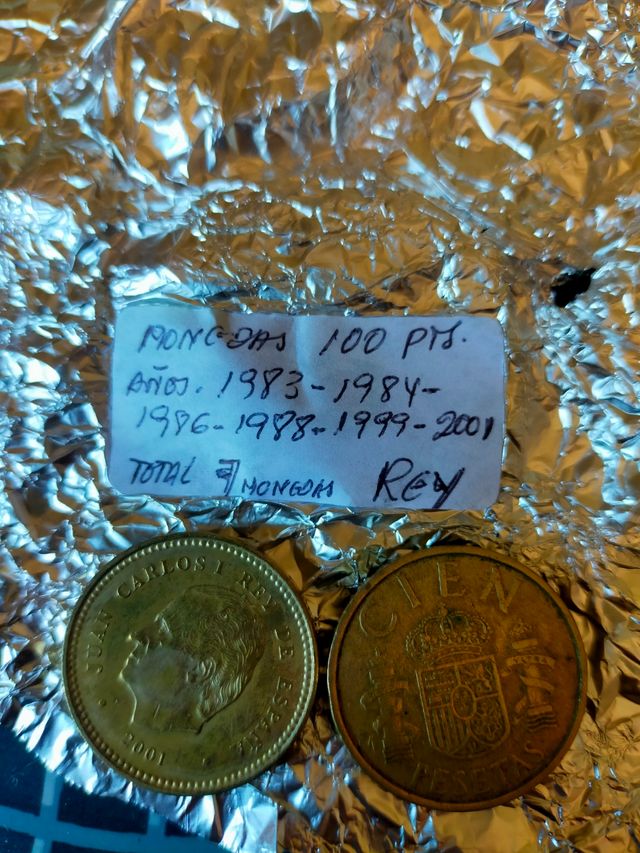 MONEDAS 100 PTS.
AÑOS. 1983-1984-
1986-1988-1999-2001
TOTAL 7 MONEDAS REY
JUAN CARLOS I REY DE ESPAÑA
2001
CIEN
PESETAS